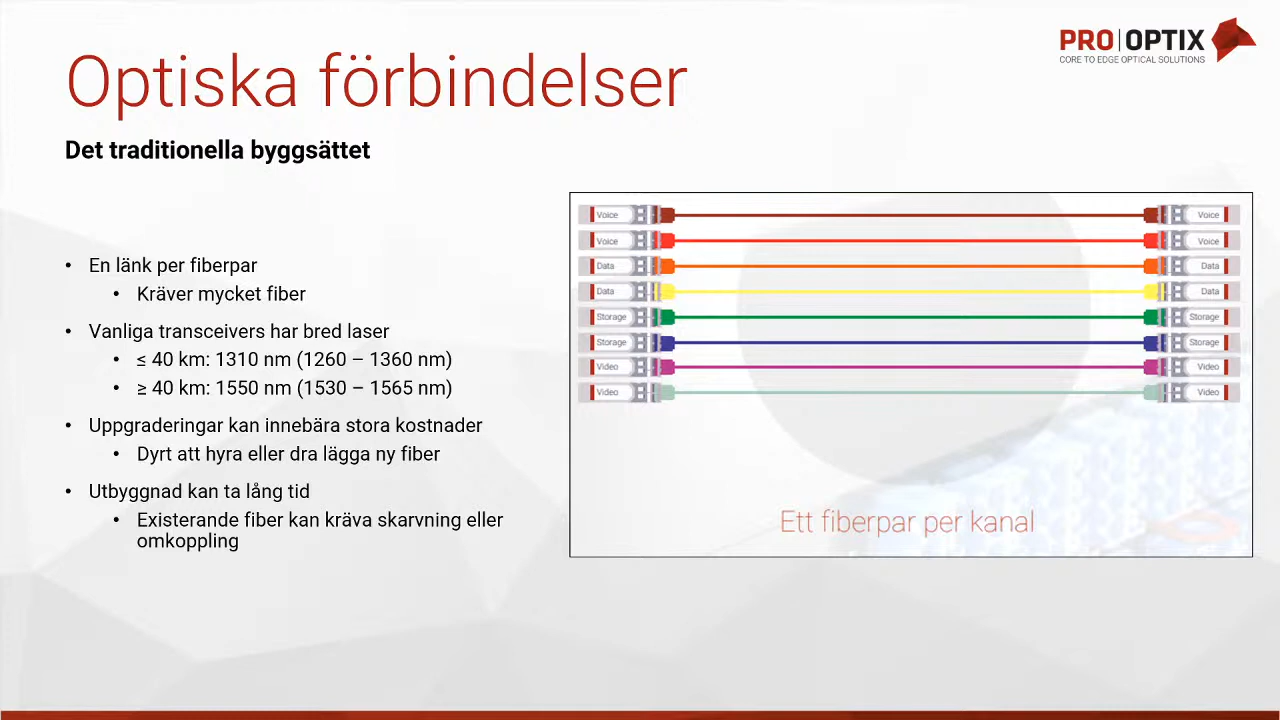 PRO OPTIX
CORE TO EDGE OPTICAL SOLUTIONS
Optiska förbindelser
Det traditionella byggsättet
• En länk per fiberpar
• Kräver mycket fiber
• Vanliga transceivers har bred laser
• ≤ 40 km: 1310 nm (1260 – 1360 nm)
• ≥ 40 km: 1550 nm (1530 – 1565 nm)
• Uppgraderingar kan innebära stora kostnader
• Dyrt att hyra eller dra lägga ny fiber
• Utbyggnad kan ta lång tid
• Existerande fiber kan kräva skarvning eller
omkoppling
Voice Voice
Voice Voice
Data Data
Data Data
Storage Storage
Storage Storage
Video Video
Video Video
Ett fiberpar per kanal